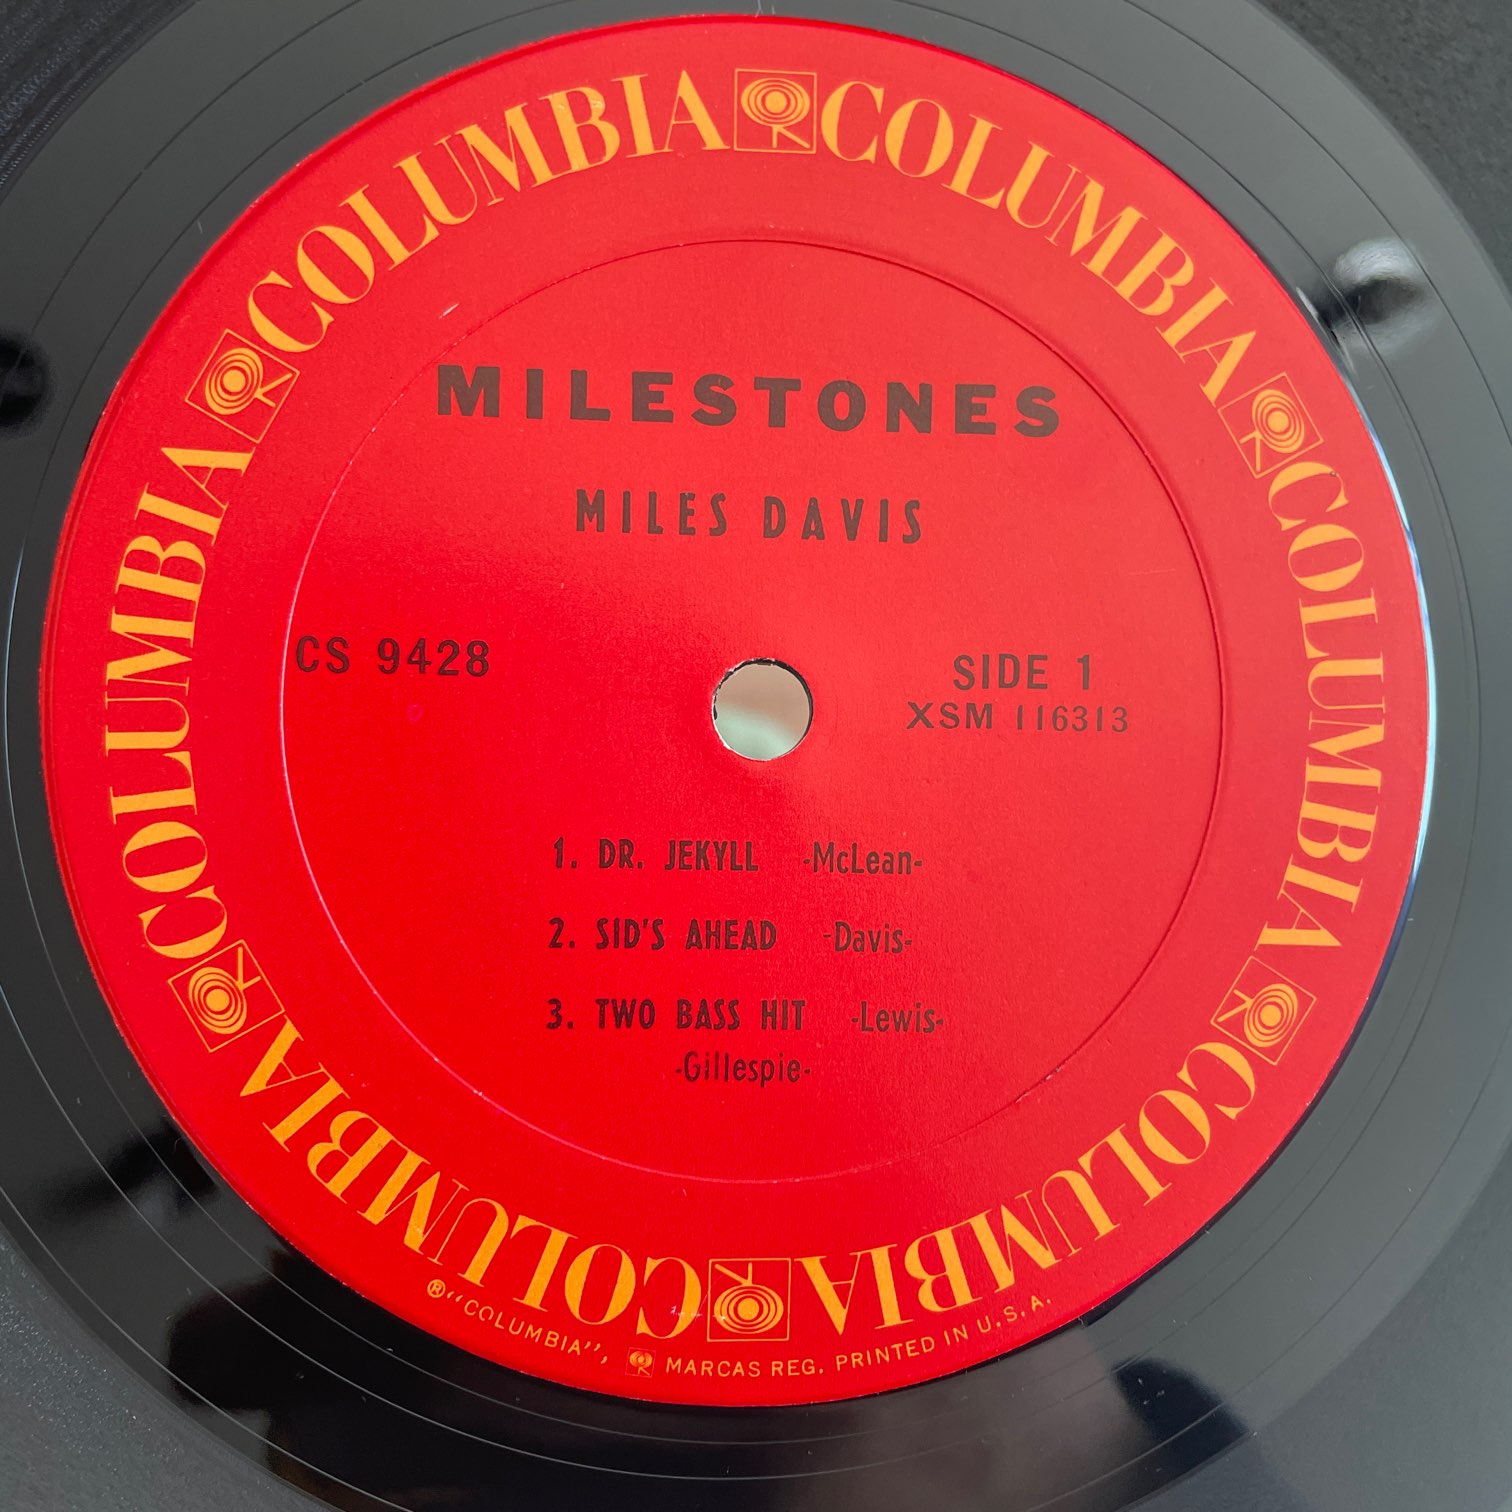 COLUMBIA COLUMBIA COLUMBIA COLUMBIA COLUMBIA COLUMBIA
MILESTONES
MILES DAVIS
CS 9428
SIDE 1
XSM 116313
1. DR. JEKYLL -McLean-
2. SID'S AHEAD -Davis-
3. TWO BASS HIT -Lewis-
-Gillespie-
® "COLUMBIA", MARCAS REG. PRINTED IN U.S.A.